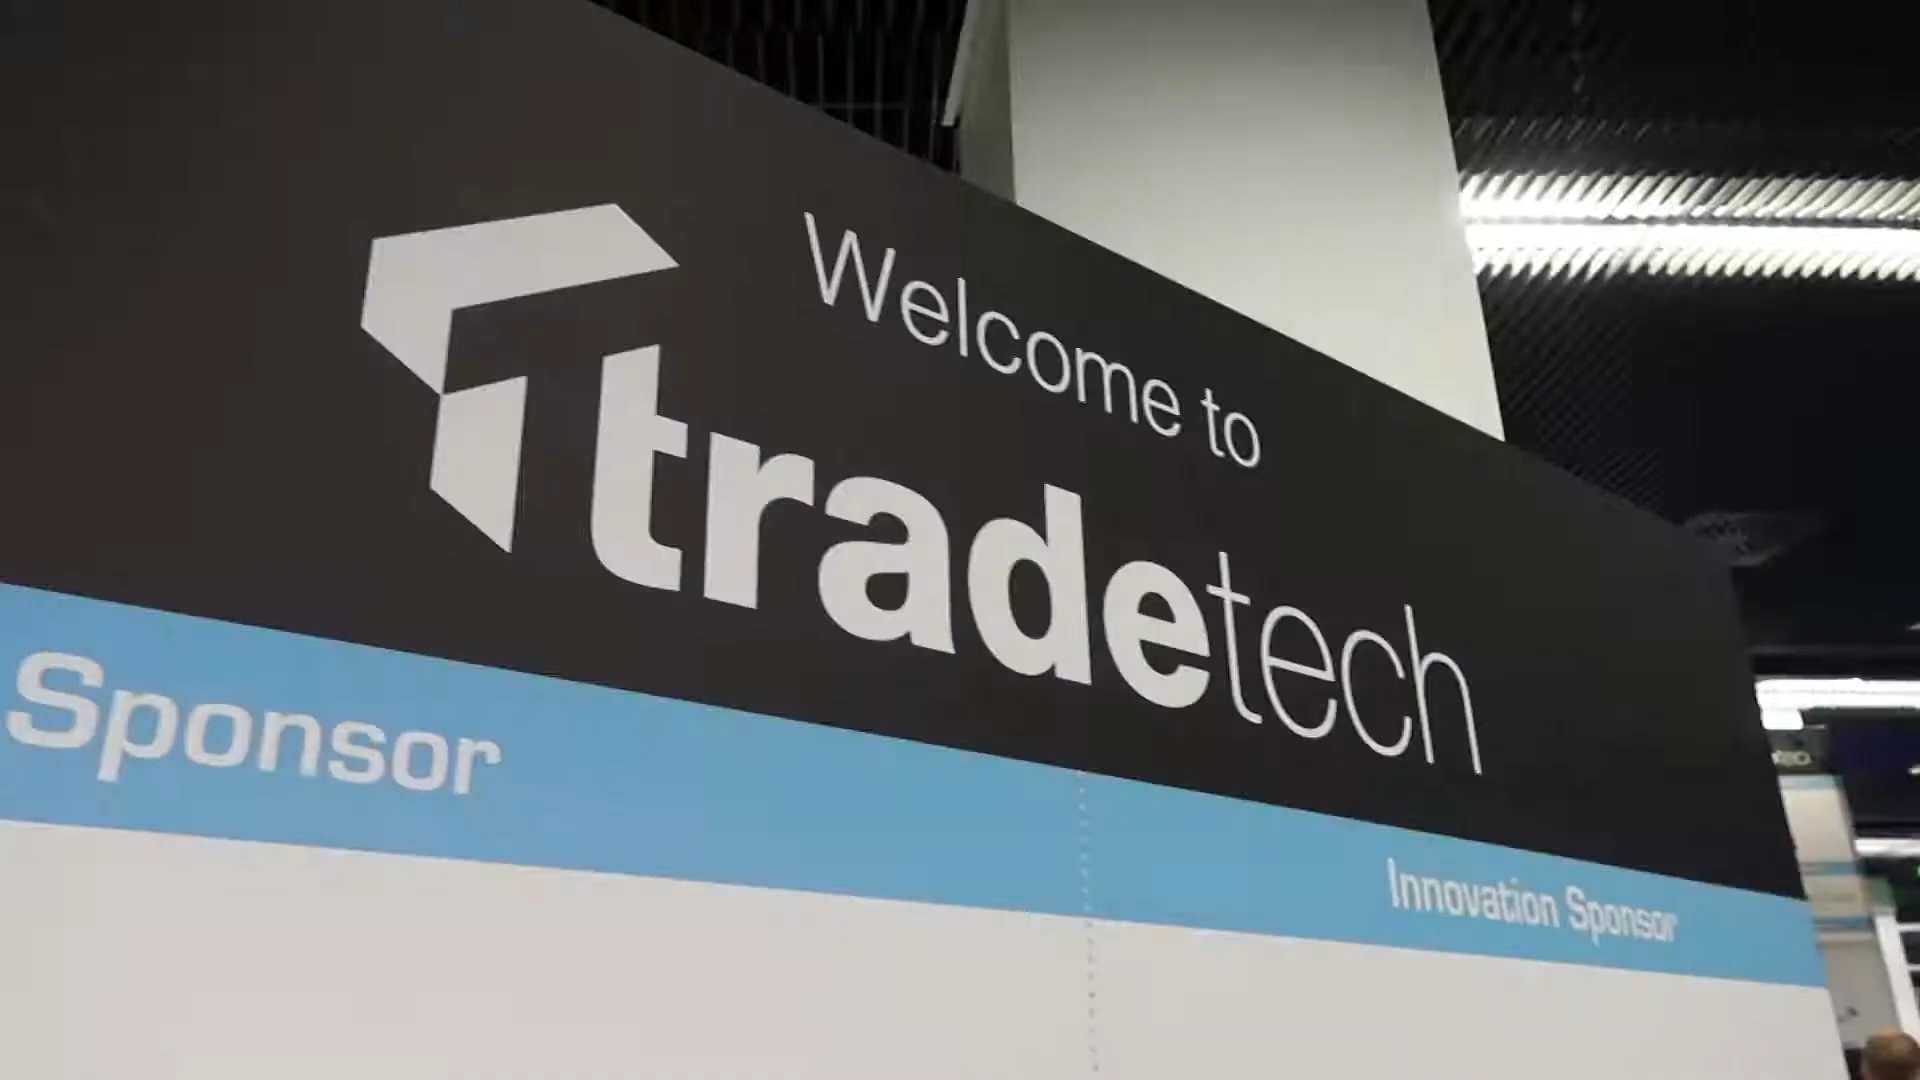 Welcome to
tradetech
Sponsor
Innovation Sponsor